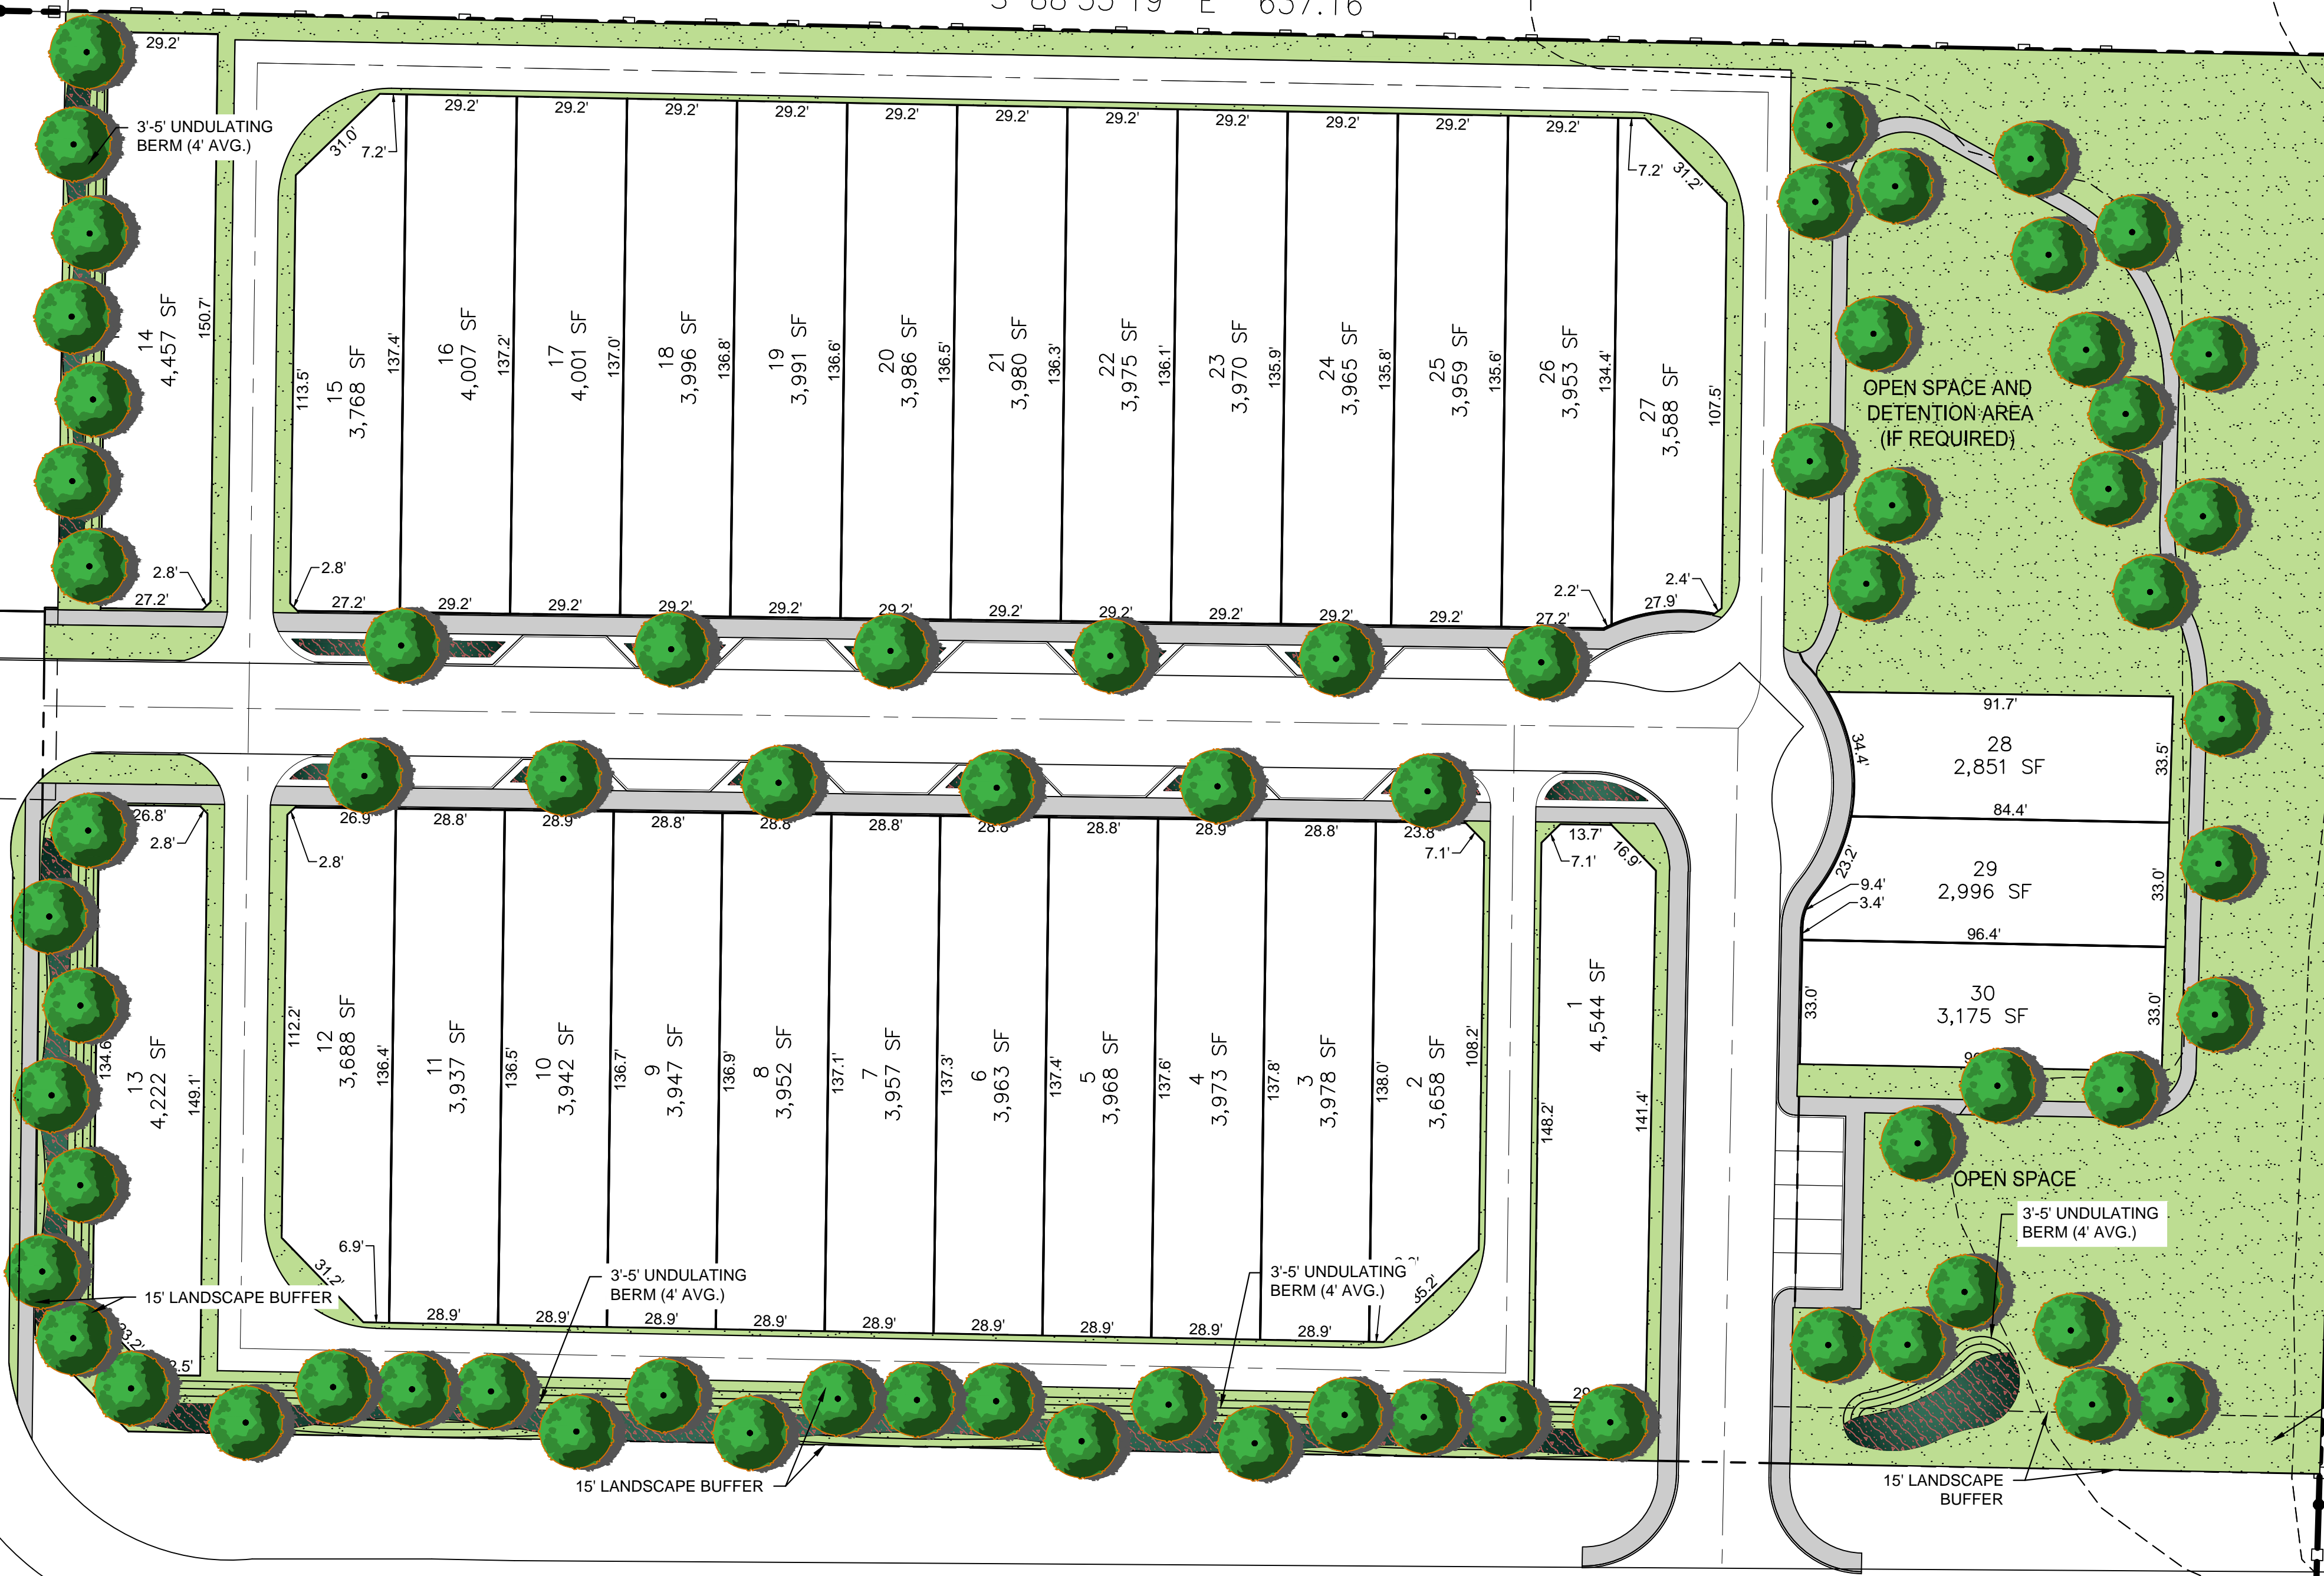 S 88°55'19" E 637.16'
29.2'
3'-5' UNDULATING
BERM (4' AVG.)
14
4,457 SF
150.7'
2.8'
27.2'
31.0'
7.2'
29.2'
29.2'
29.2'
29.2'
29.2'
29.2'
29.2'
29.2'
29.2'
29.2'
29.2'
7.2'
31.2'
113.5'
15
3,768 SF
137.4'
16
4,007 SF
137.2'
17
4,001 SF
137.0'
18
3,996 SF
136.8'
19
3,991 SF
136.6'
20
3,986 SF
136.5'
21
3,980 SF
136.3'
22
3,975 SF
136.1'
23
3,970 SF
135.9'
24
3,965 SF
135.8'
25
3,959 SF
135.6'
26
3,953 SF
134.4'
27
3,588 SF
107.5'
2.8'
27.2'
29.2'
29.2'
29.2'
29.2'
29.2'
29.2'
29.2'
29.2'
29.2'
29.2'
27.2'
2.2'
27.9'
2.4'
OPEN SPACE AND
DETENTION AREA
(IF REQUIRED)
91.7'
34.4'
28
2,851 SF
33.5'
84.4'
23.2'
29
2,996 SF
33.0'
9.4'
3.4'
96.4'
33.0'
30
3,175 SF
33.0'
26.8'
2.8'
134.6'
13
4,222 SF
149.1'
2.8'
26.9'
28.8'
28.9'
28.8'
28.8'
28.8'
28.8'
28.8'
28.9'
28.8'
23.8'
7.1'
112.2'
12
3,688 SF
136.4'
11
3,937 SF
136.5'
10
3,942 SF
136.7'
9
3,947 SF
136.9'
8
3,952 SF
137.1'
7
3,957 SF
137.3'
6
3,963 SF
137.4'
5
3,968 SF
137.6'
4
3,973 SF
137.8'
3
3,978 SF
138.0'
2
3,658 SF
108.2'
13.7'
7.1'
16.9'
1
4,544 SF
148.2'
141.4'
31.2'
6.9'
28.9'
28.9'
28.9'
28.9'
28.9'
28.9'
28.9'
28.9'
28.9'
35.2'
3'-5' UNDULATING
BERM (4' AVG.)
3'-5' UNDULATING
BERM (4' AVG.)
15' LANDSCAPE BUFFER
15' LANDSCAPE BUFFER
OPEN SPACE
3'-5' UNDULATING
BERM (4' AVG.)
15' LANDSCAPE
BUFFER